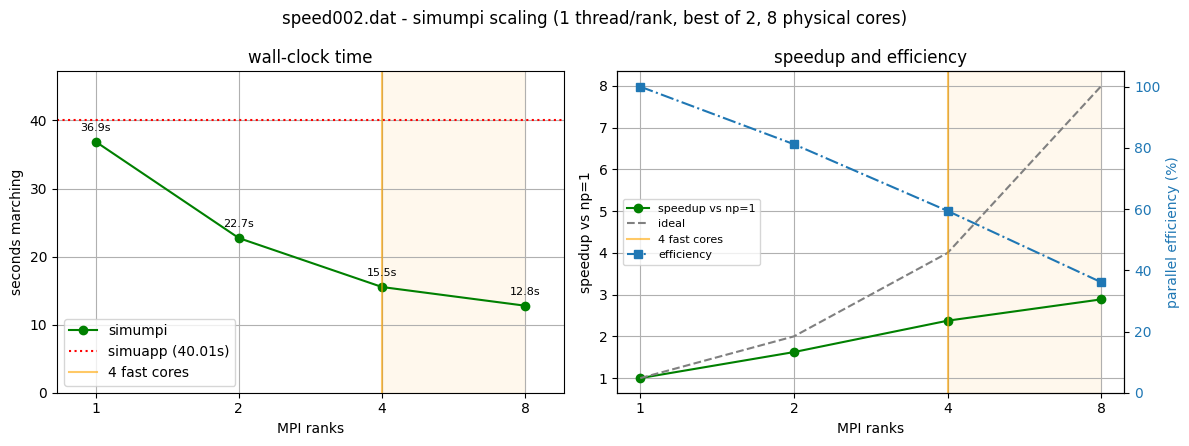 speed002.dat - simumpi scaling (1 thread/rank, best of 2, 8 physical cores)
wall-clock time
seconds marching
40
30
20
10
0
36.9s
22.7s
15.5s
12.8s
simumpi
simuapp (40.01s)
4 fast cores
1 2 4 8
MPI ranks
speedup and efficiency
speedup vs np=1
8
7
6
5
4
3
2
1
speedup vs np=1
ideal
4 fast cores
efficiency
1 2 4 8
MPI ranks
100
80
60
40
20
0
parallel efficiency (%)